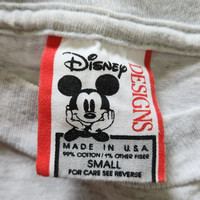 Disney
DESIGNS
MADE IN U.S.A.
99% COTTON / 1% OTHER FIBER
SMALL
FOR CARE SEE REVERSE